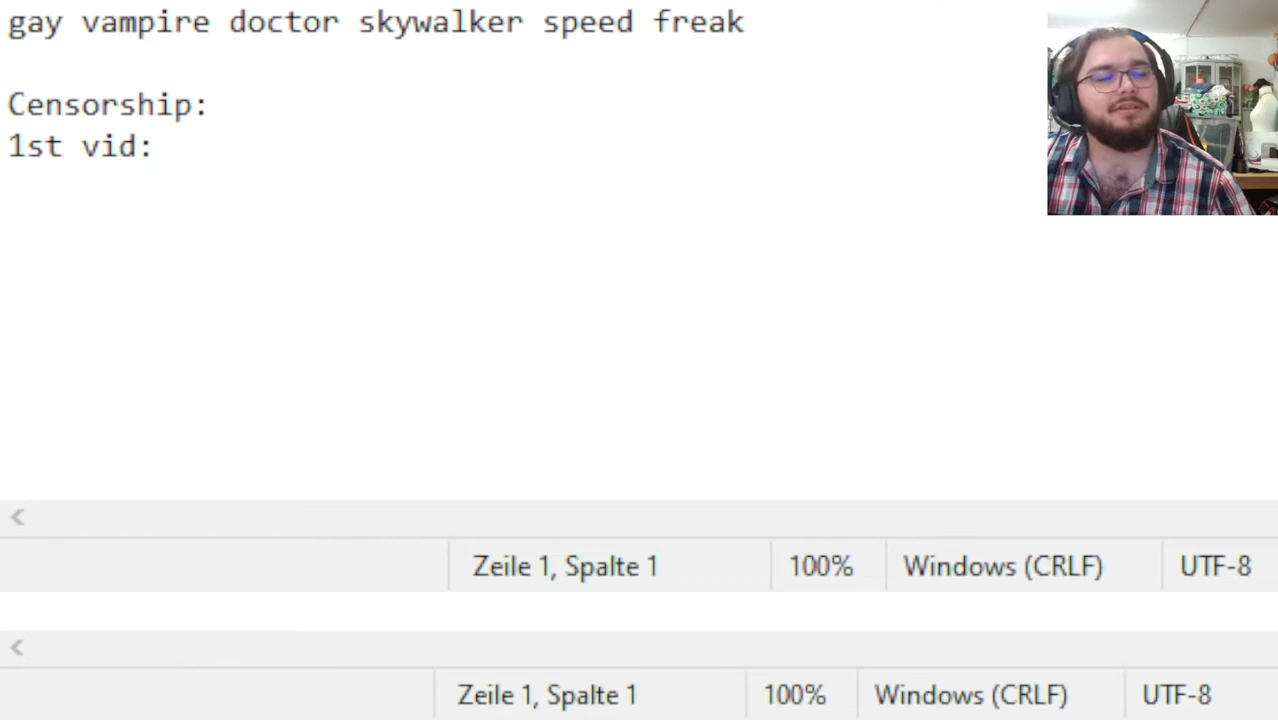 gay vampire doctor skywalker speed freak
Censorship:
1st vid:
Zeile 1, Spalte 1 100% Windows (CRLF) UTF-8
Zeile 1, Spalte 1 100% Windows (CRLF) UTF-8